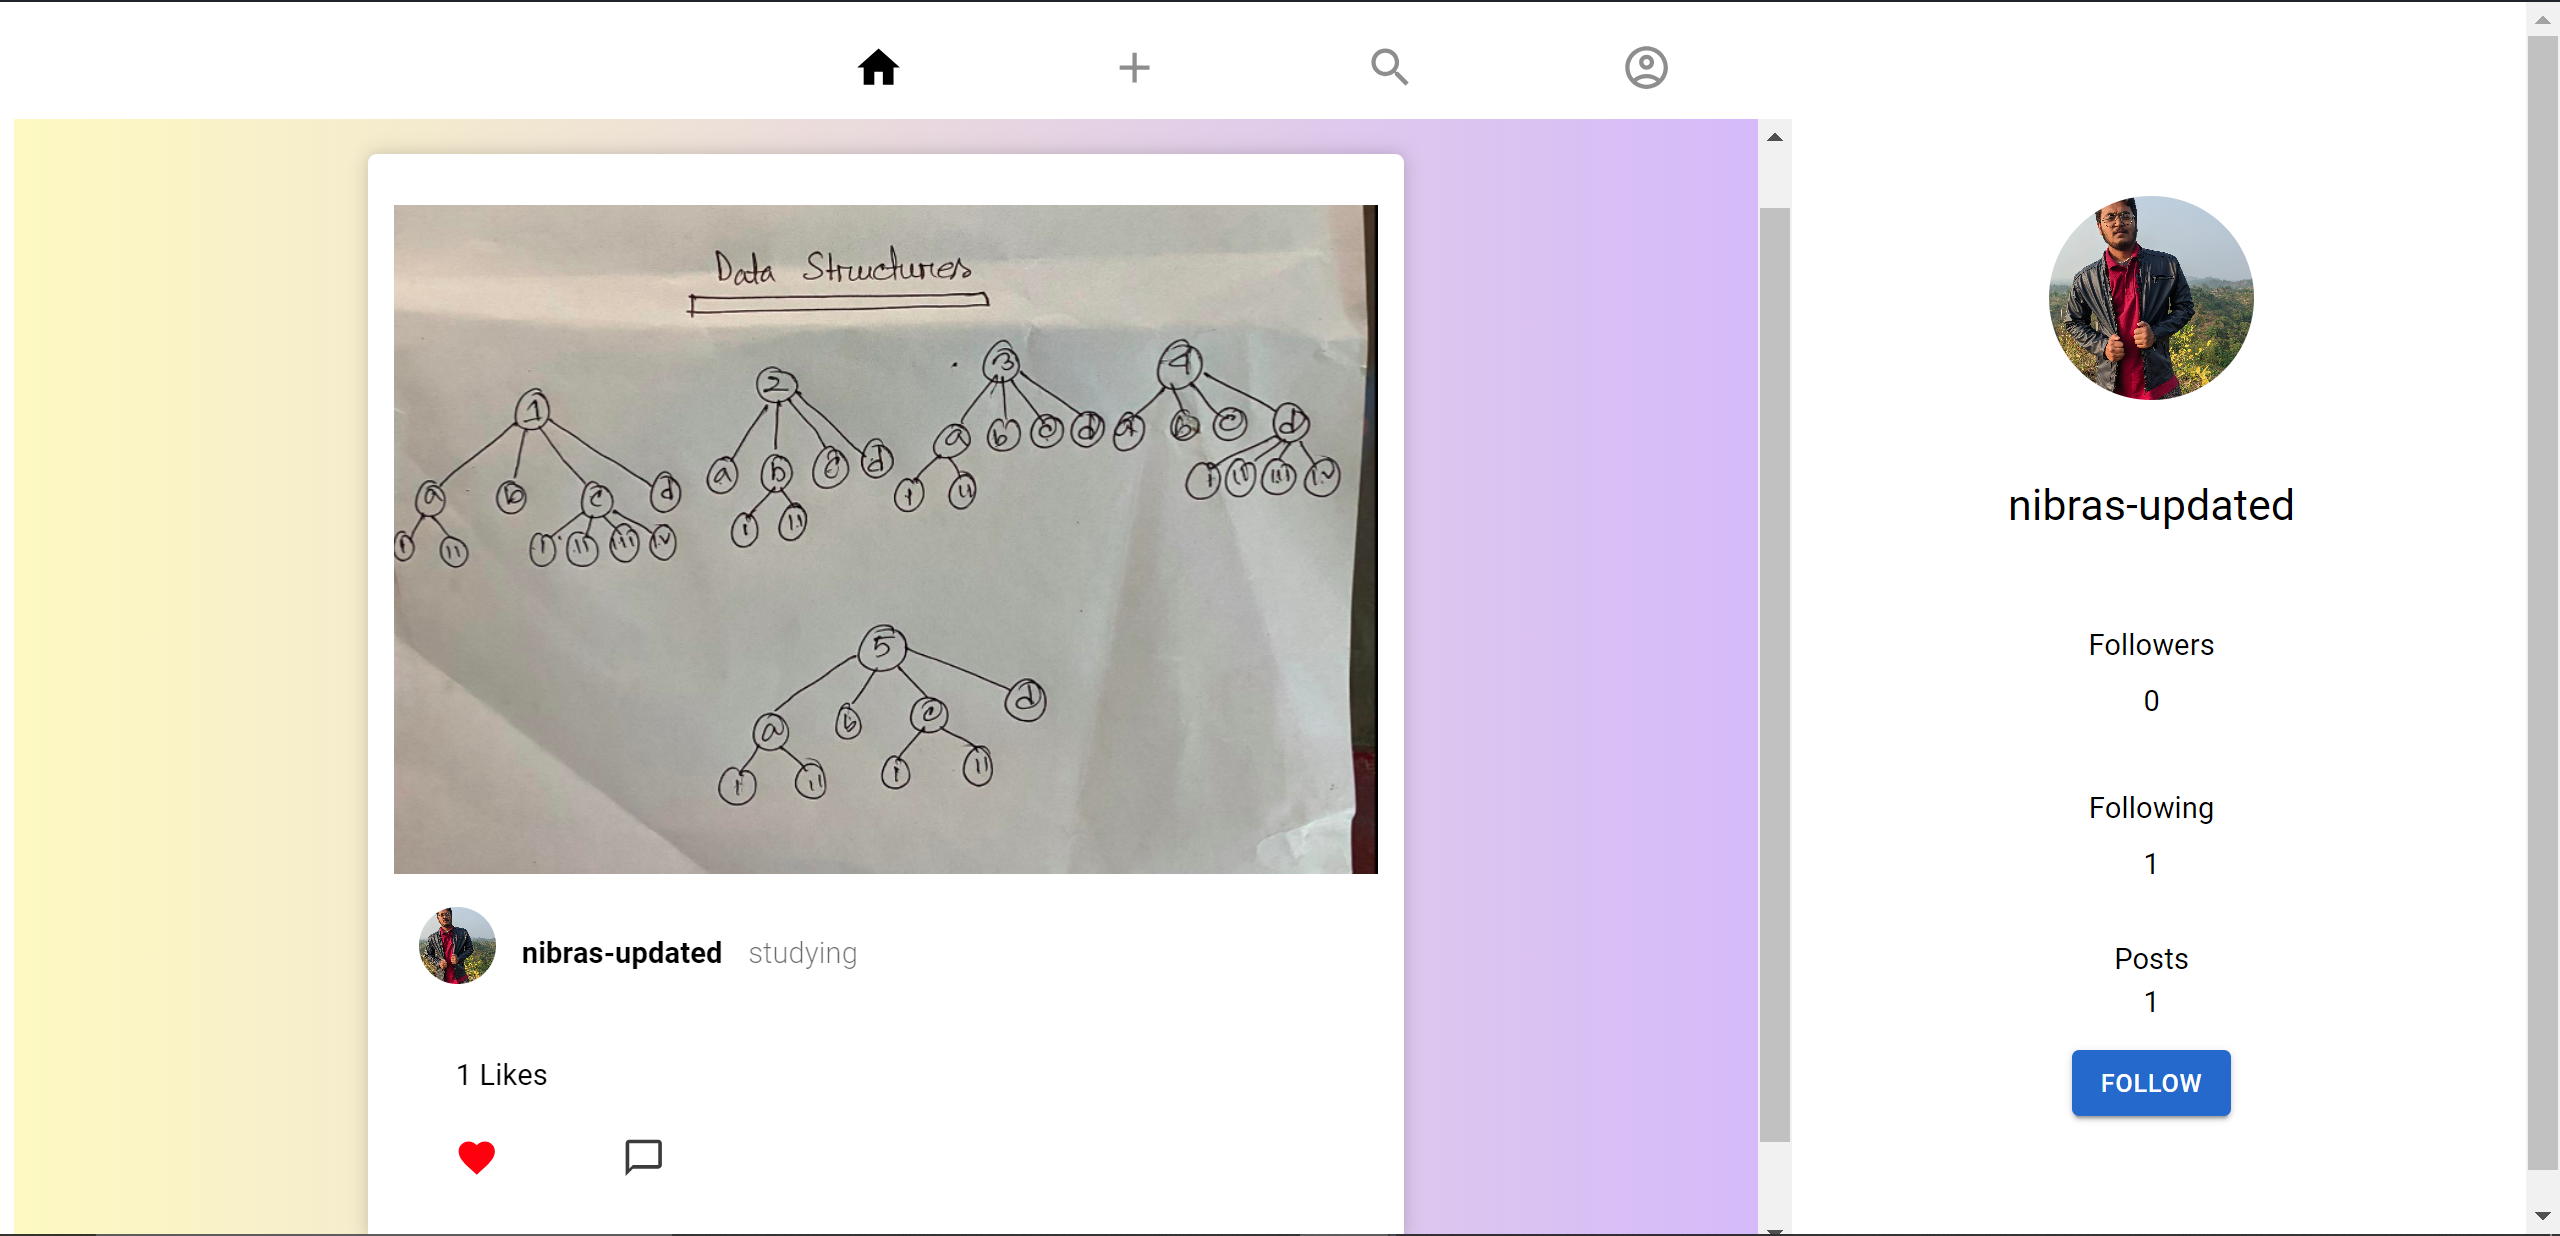 Data Structures
1
2
3
4
a b c d
a b c d
a b c d
a b c d
i ii
i ii iii iv
i ii
i ii
i ii iii iv
5
a b c d
i ii
i ii
nibras-updated studying
1 Likes
nibras-updated
Followers
0
Following
1
Posts
1
FOLLOW